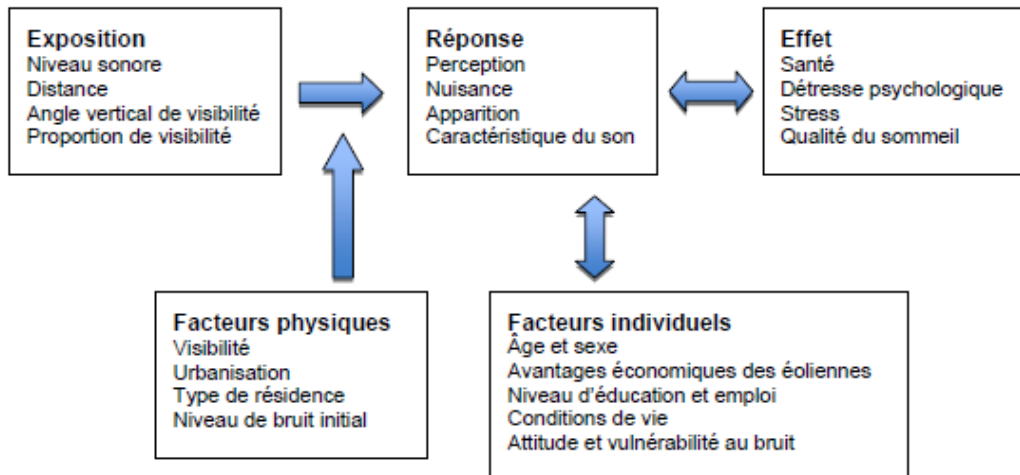 Exposition
Niveau sonore
Distance
Angle vertical de visibilité
Proportion de visibilité
Réponse
Perception
Nuisance
Apparition
Caractéristique du son
Effet
Santé
Détresse psychologique
Stress
Qualité du sommeil
Facteurs physiques
Visibilité
Urbanisation
Type de résidence
Niveau de bruit initial
Facteurs individuels
Âge et sexe
Avantages économiques des éoliennes
Niveau d'éducation et emploi
Conditions de vie
Attitude et vulnérabilité au bruit